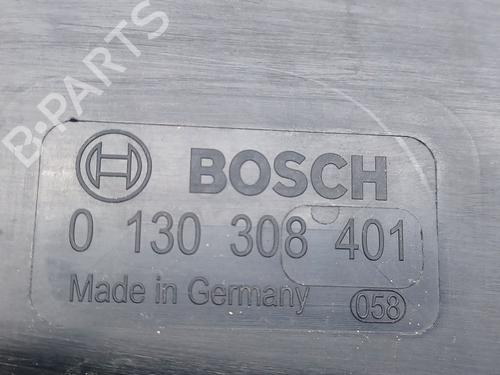 B-PARTS
BOSCH
0 130 308 401
Made in Germany
058